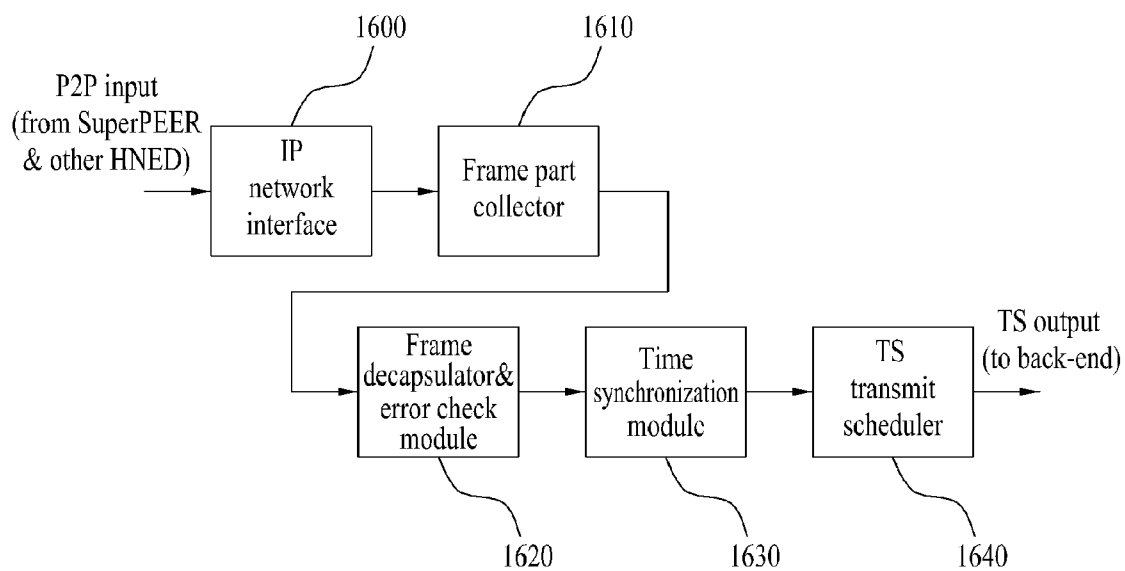 1600
1610
P2P input
(from SuperPEER
& other HNED)
IP
network
interface
Frame part
collector
Frame
decapsulator&
error check
module
Time
synchronization
module
TS
transmit
scheduler
TS output
(to back-end)
1620
1630
1640